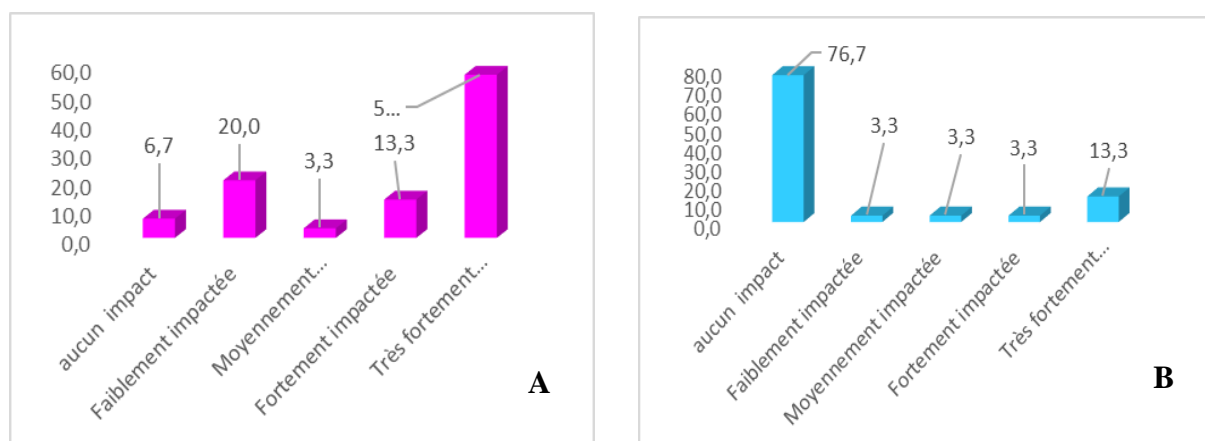 60,0
50,0
40,0
30,0
20,0
10,0
0,0
6,7
20,0
3,3
13,3
5...
aucun impact
Faiblement impactée
Moyennement...
Fortement impactée
Très fortement...
A
80,0
70,0
60,0
50,0
40,0
30,0
20,0
10,0
0,0
76,7
3,3
3,3
3,3
13,3
aucun impact
Faiblement impactée
Moyennement impactée
Fortement impactée
Très fortement...
B